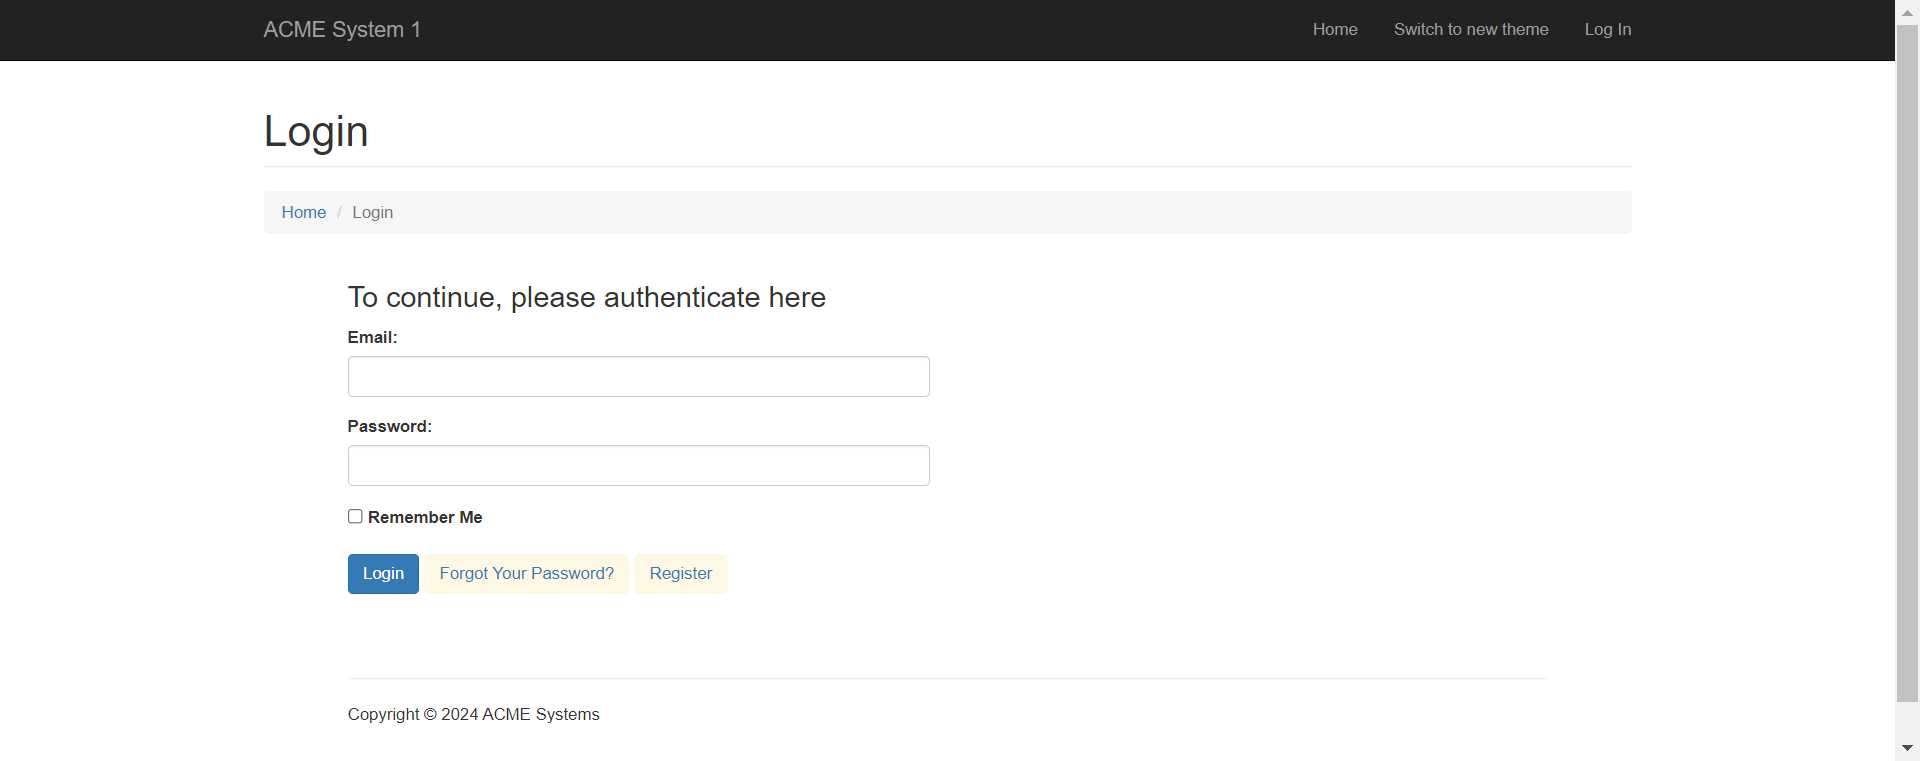 ACME System 1 Home Switch to new theme Log In
Login
Home / Login
To continue, please authenticate here
Email:
Password:
Remember Me
Login Forgot Your Password? Register
Copyright © 2024 ACME Systems